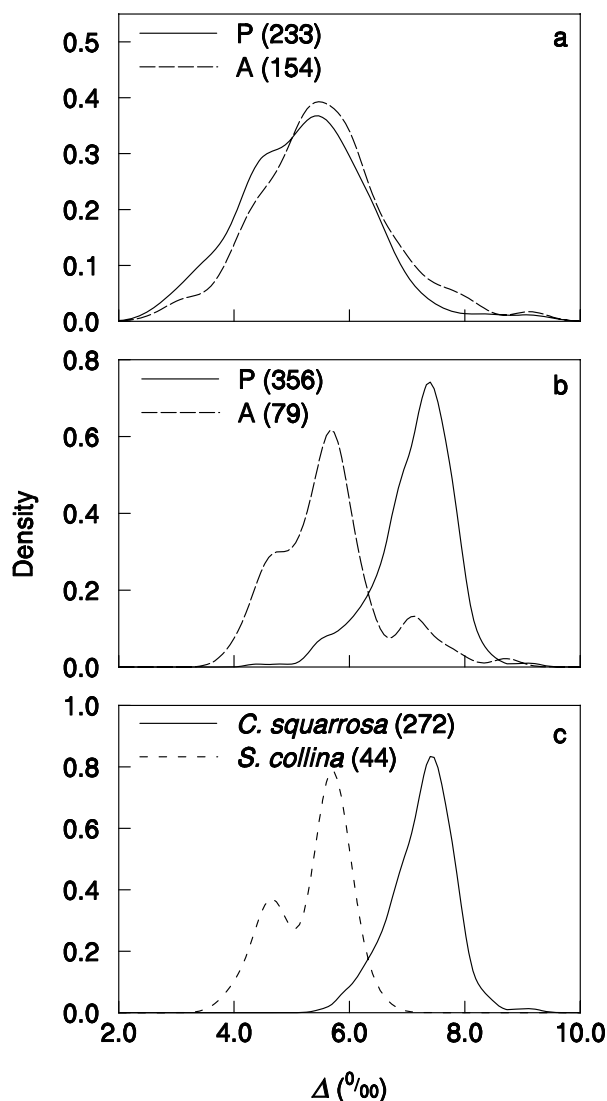 0.5
0.4
0.3
0.2
0.1
0.0
P (233)
A (154)
a
0.8
0.6
0.4
0.2
0.0
P (356)
A (79)
b
Density
1.0
0.8
0.6
0.4
0.2
0.0
C. squarrosa (272)
S. collina (44)
c
2.0 4.0 6.0 8.0 10.0
Δ (⁰/₀₀)